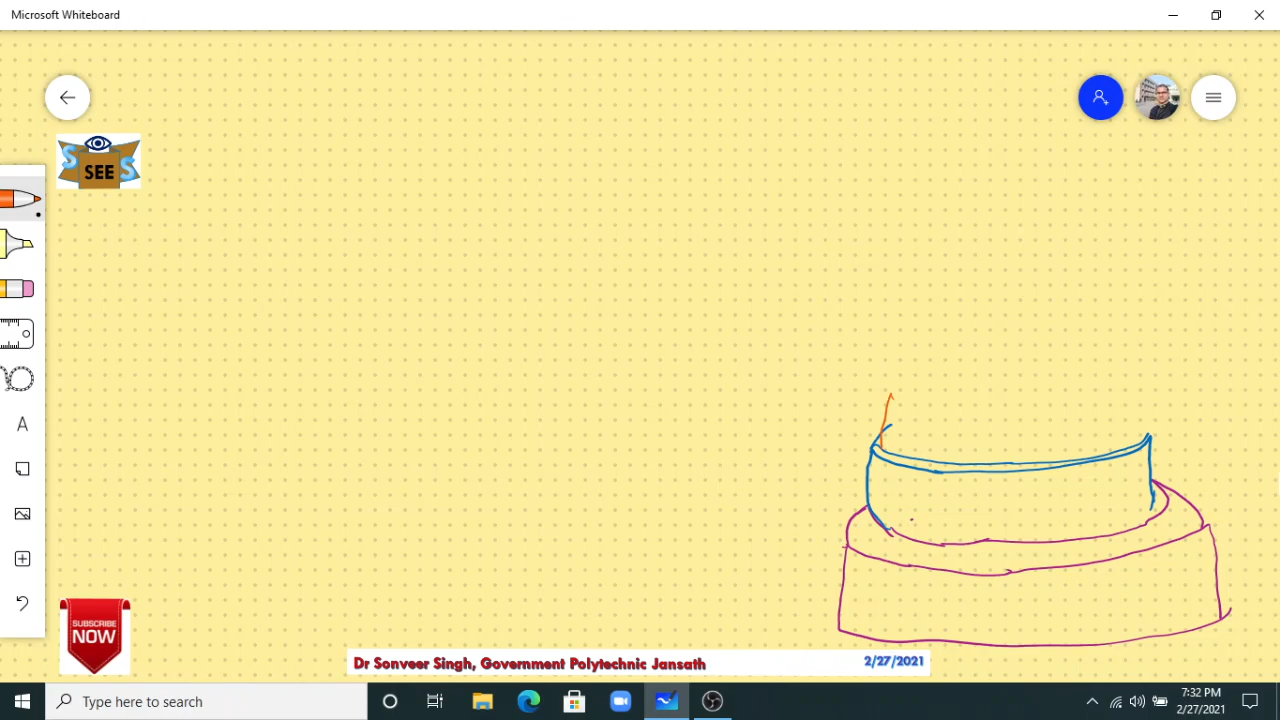 Microsoft Whiteboard
S SEE S
A
SUBSCRIBE
NOW
Dr Sonveer Singh, Government Polytechnic Jansath
2/27/2021
Type here to search
7:32 PM
2/27/2021